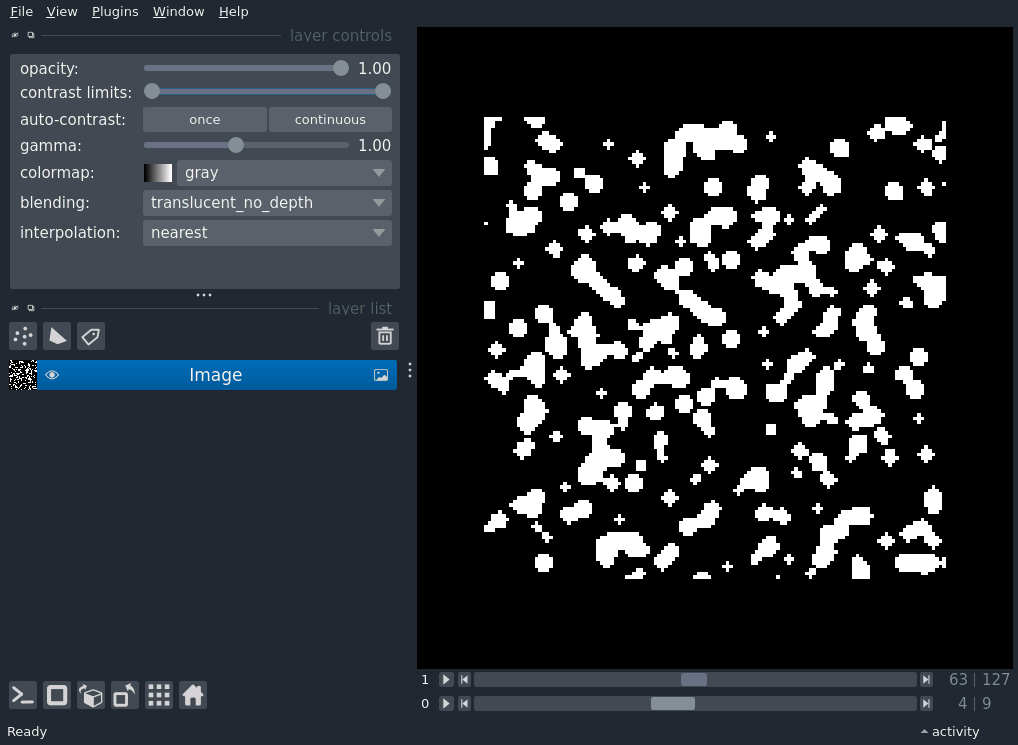 File View Plugins Window Help
layer controls
opacity: 1.00
contrast limits:
auto-contrast: once continuous
gamma: 1.00
colormap: gray
blending: translucent_no_depth
interpolation: nearest
layer list
Image
1 63 | 127
0 4 | 9
Ready activity